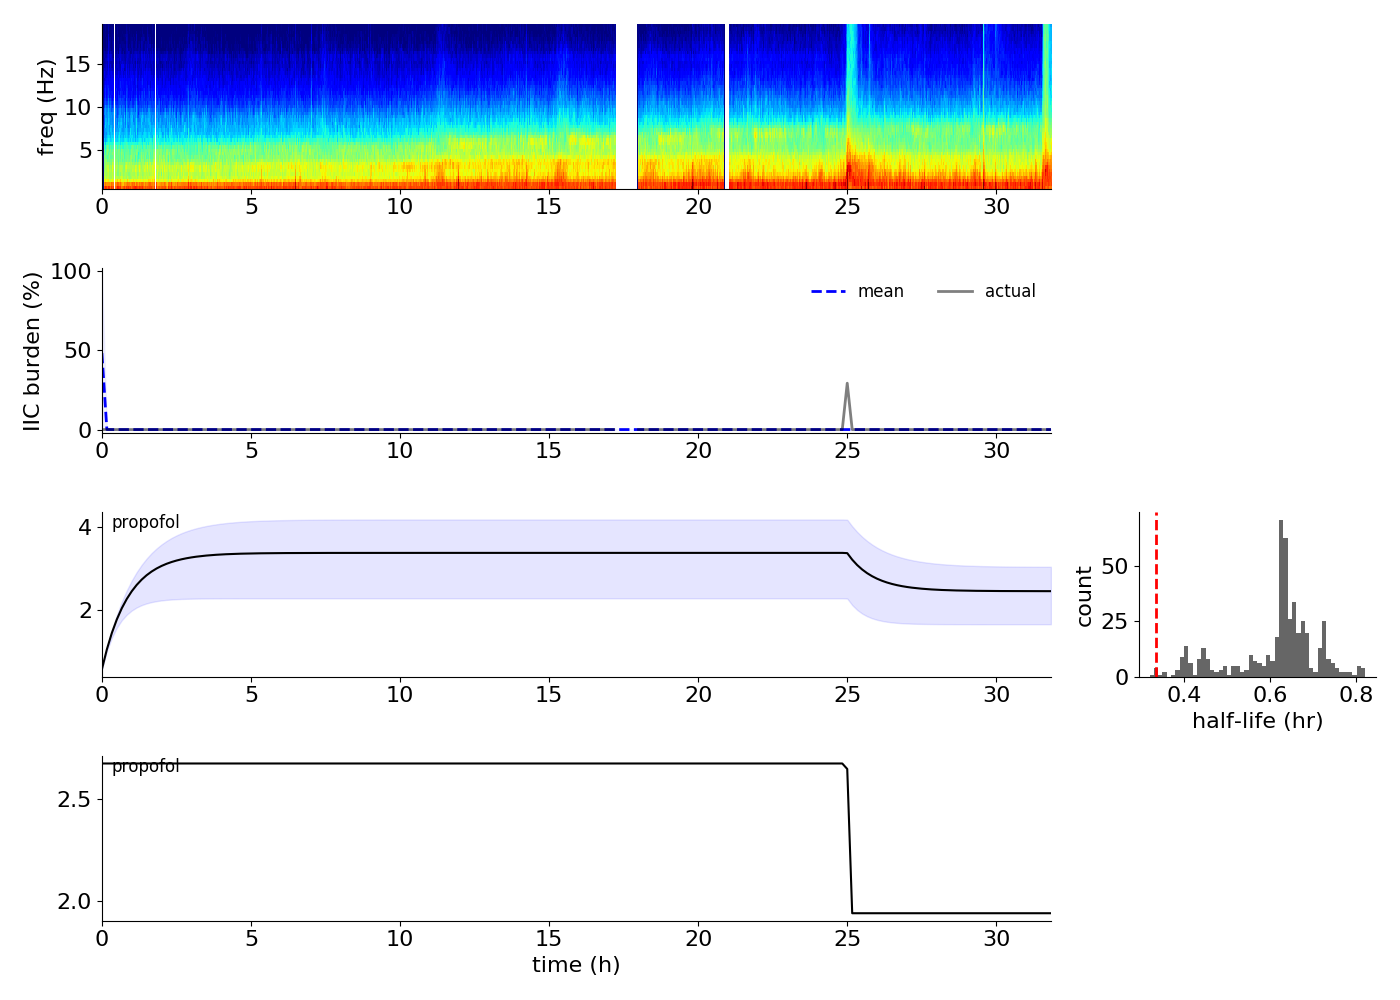 freq (Hz)
15
10
5
0 5 10 15 20 25 30
IIC burden (%)
100
50
0
mean actual
0 5 10 15 20 25 30
propofol
4
2
0 5 10 15 20 25 30
count
50
25
0
0.4 0.6 0.8
half-life (hr)
propofol
2.5
2.0
0 5 10 15 20 25 30
time (h)